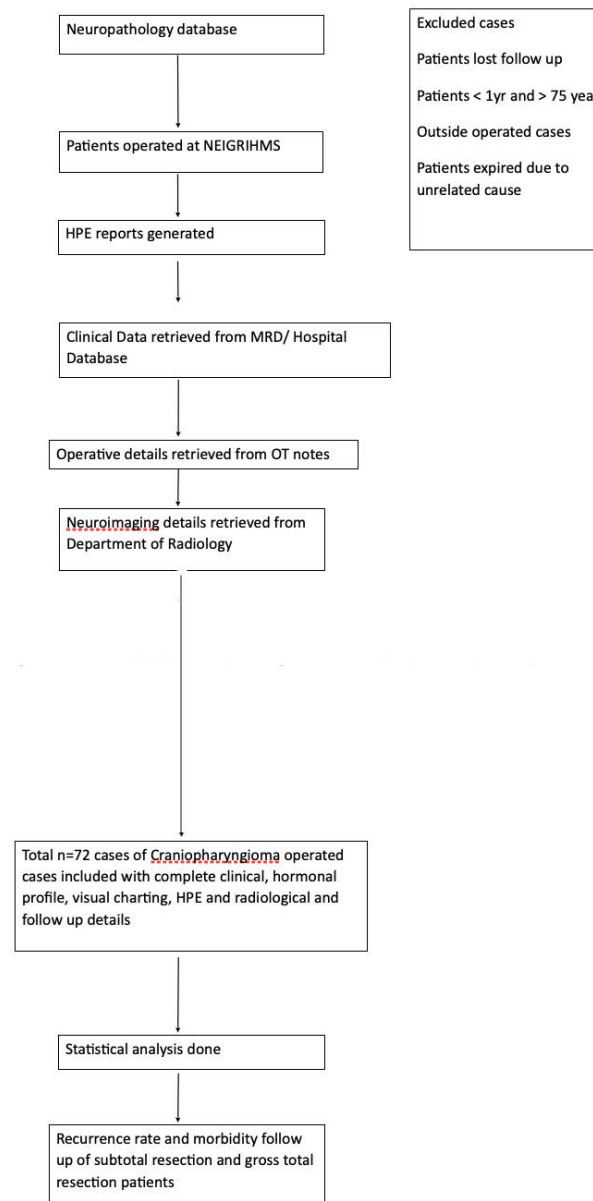 Neuropathology database
Patients operated at NEIGRIHMS
HPE reports generated
Clinical Data retrieved from MRD/ Hospital
Database
Operative details retrieved from OT notes
Neuroimaging details retrieved from
Department of Radiology
Total n=72 cases of Craniopharyngioma operated
cases included with complete clinical, hormonal
profile, visual charting, HPE and radiological and
follow up details
Statistical analysis done
Recurrence rate and morbidity follow
up of subtotal resection and gross total
resection patients
Excluded cases
Patients lost follow up
Patients < 1yr and > 75 yea
Outside operated cases
Patients expired due to
unrelated cause